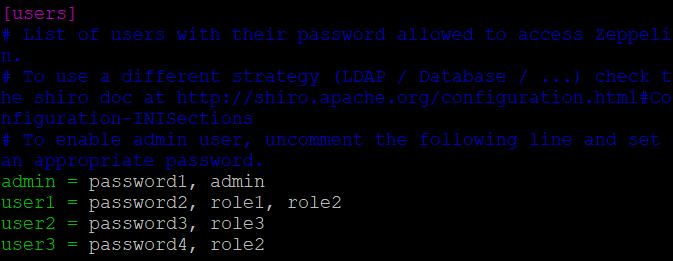 [users]
# List of users with their password allowed to access Zeppeli
n.
# To use a different strategy (LDAP / Database / ...) check t
he shiro doc at http://shiro.apache.org/configuration.html#Co
nfiguration-INISections
# To enable admin user, uncomment the following line and set
an appropriate password.
admin = password1, admin
user1 = password2, role1, role2
user2 = password3, role3
user3 = password4, role2